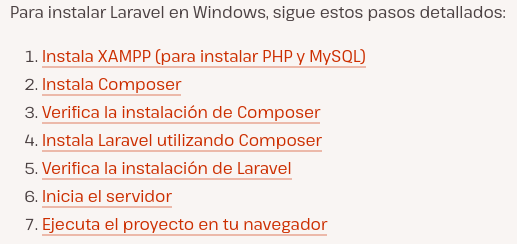 Para instalar Laravel en Windows, sigue estos pasos detallados:
1. Instala XAMPP (para instalar PHP y MySQL)
2. Instala Composer
3. Verifica la instalación de Composer
4. Instala Laravel utilizando Composer
5. Verifica la instalación de Laravel
6. Inicia el servidor
7. Ejecuta el proyecto en tu navegador